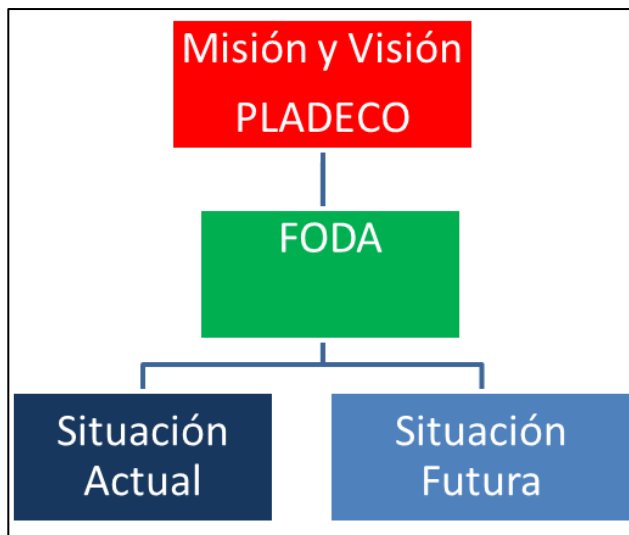 Misión y Visión
PLADECO
FODA
Situación
Actual
Situación
Futura